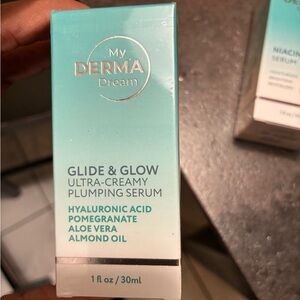 My
DERMA
Dream
GLIDE & GLOW
ULTRA-CREAMY
PLUMPING SERUM
HYALURONIC ACID
POMEGRANATE
ALOE VERA
ALMOND OIL
1 fl oz / 30ml
NIACIN
SERUM